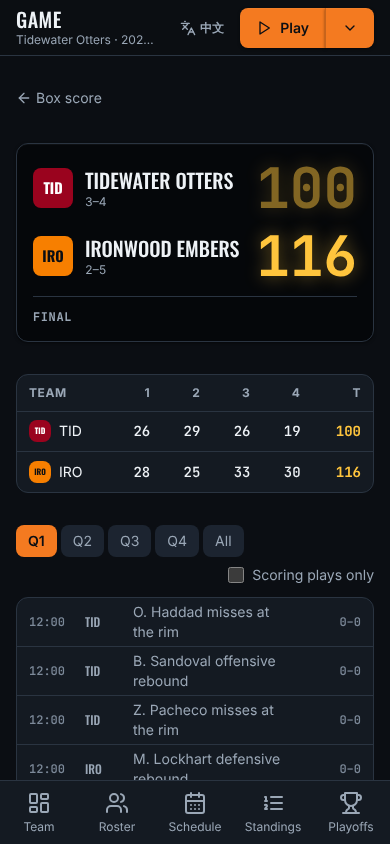 GAME
Tidewater Otters · 202...
中文
Play
Box score
TID TIDEWATER OTTERS 100
3–4
IRO IRONWOOD EMBERS 116
2–5
FINAL
TEAM 1 2 3 4 T
TID TID 26 29 26 19 100
IRO IRO 28 25 33 30 116
Q1 Q2 Q3 Q4 All
Scoring plays only
12:00 TID O. Haddad misses at 0–0
the rim
12:00 TID B. Sandoval offensive 0–0
rebound
12:00 TID Z. Pacheco misses at 0–0
the rim
12:00 IRO M. Lockhart defensive 0–0
rebound
Team Roster Schedule Standings Playoffs